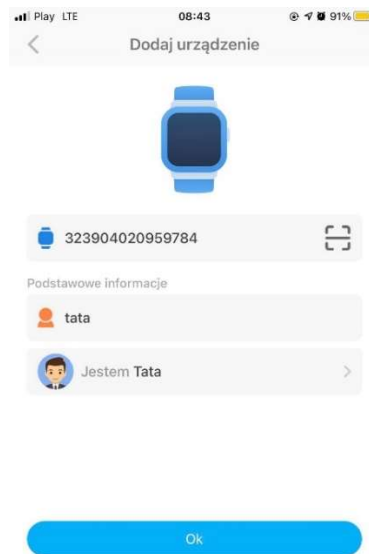 Play LTE 08:43 91%
Dodaj urządzenie
323904020959784
Podstawowe informacje
tata
Jestem Tata
Ok